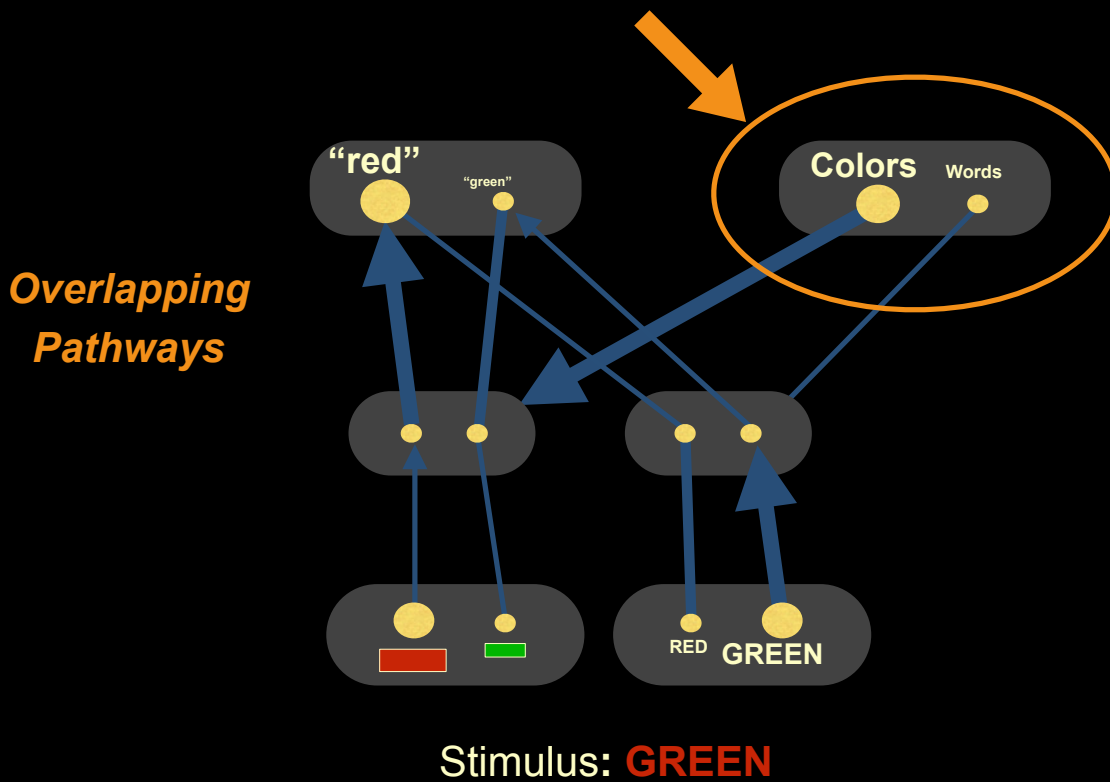 “red”
“green”
Colors
Words
Overlapping
Pathways
RED
GREEN
Stimulus: GREEN